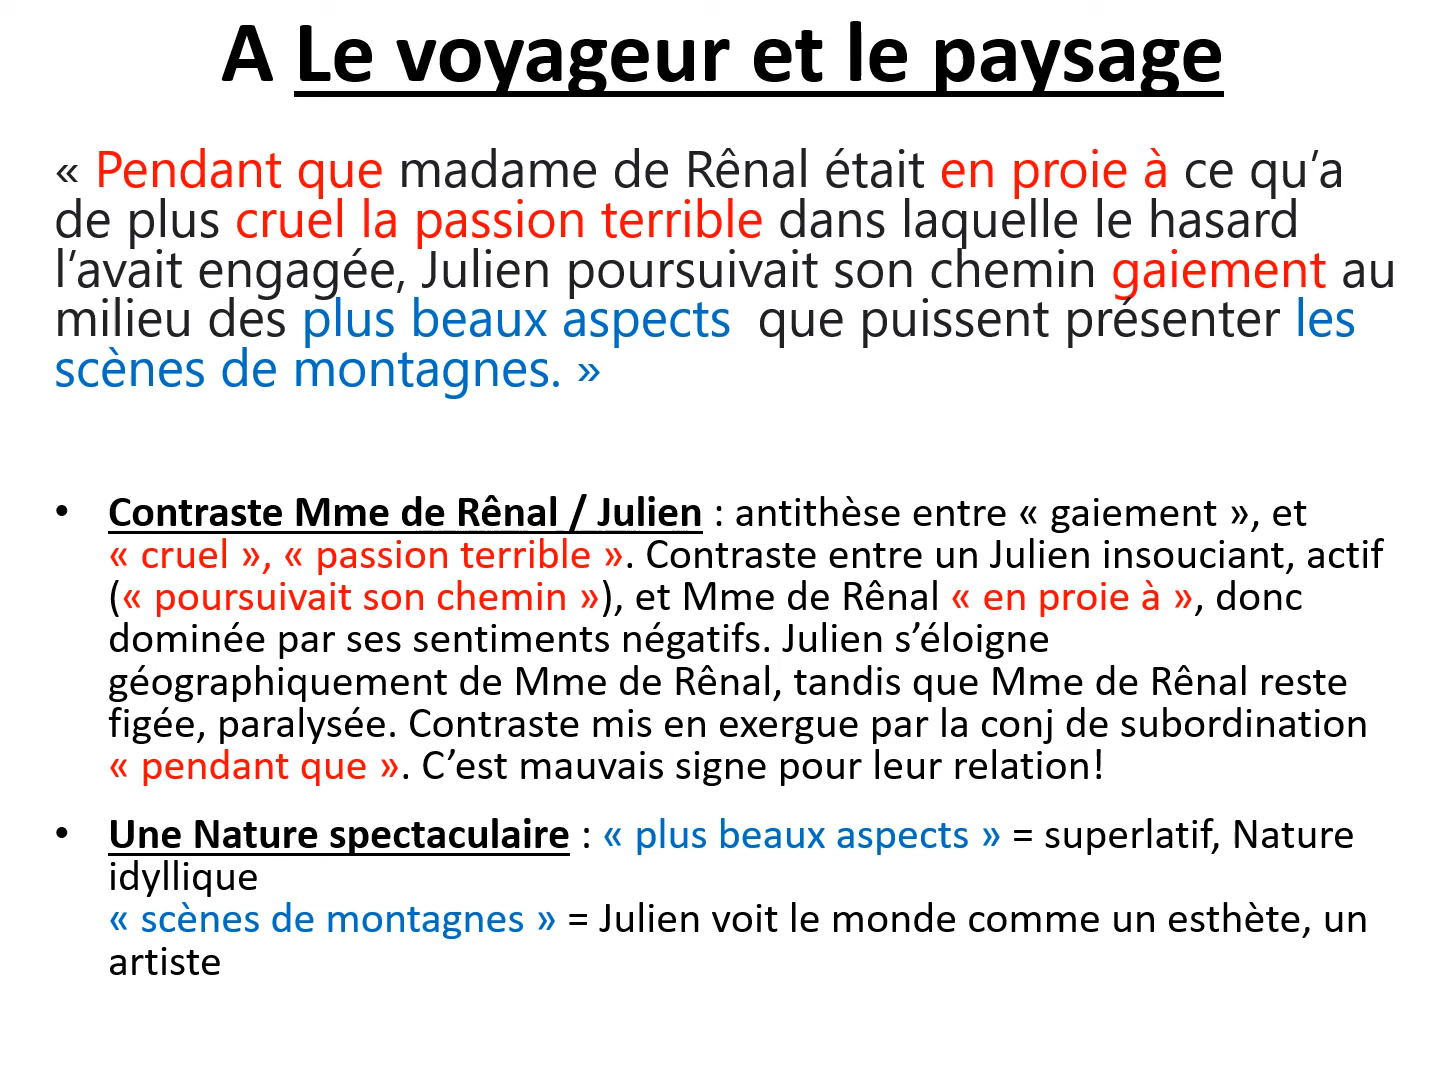 A Le voyageur et le paysage
« Pendant que madame de Rênal était en proie à ce qu’a
de plus cruel la passion terrible dans laquelle le hasard
l’avait engagée, Julien poursuivait son chemin gaiement au
milieu des plus beaux aspects que puissent présenter les
scènes de montagnes. »
• Contraste Mme de Rênal / Julien : antithèse entre « gaiement », et
« cruel », « passion terrible ». Contraste entre un Julien insouciant, actif
(« poursuivait son chemin »), et Mme de Rênal « en proie à », donc
dominée par ses sentiments négatifs. Julien s’éloigne
géographiquement de Mme de Rênal, tandis que Mme de Rênal reste
figée, paralysée. Contraste mis en exergue par la conj de subordination
« pendant que ». C’est mauvais signe pour leur relation!
• Une Nature spectaculaire : « plus beaux aspects » = superlatif, Nature
idyllique
« scènes de montagnes » = Julien voit le monde comme un esthète, un
artiste